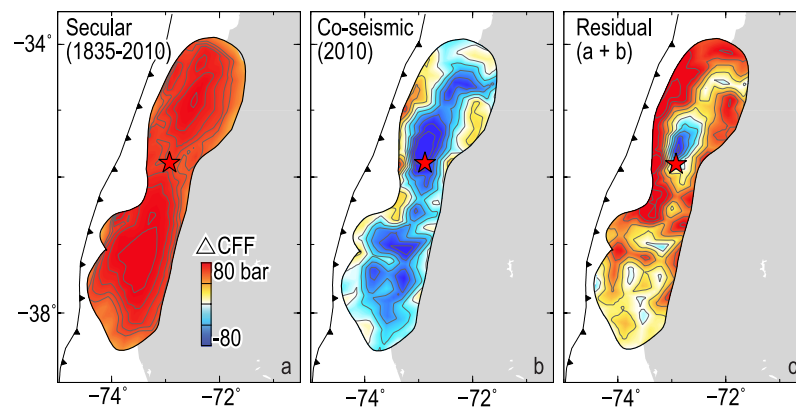 Secular
(1835-2010)
Co-seismic
(2010)
Residual
(a + b)
−34°
−38°
△CFF
80 bar
-80
a
b
c
−74° −72°
−74° −72°
−74° −72°